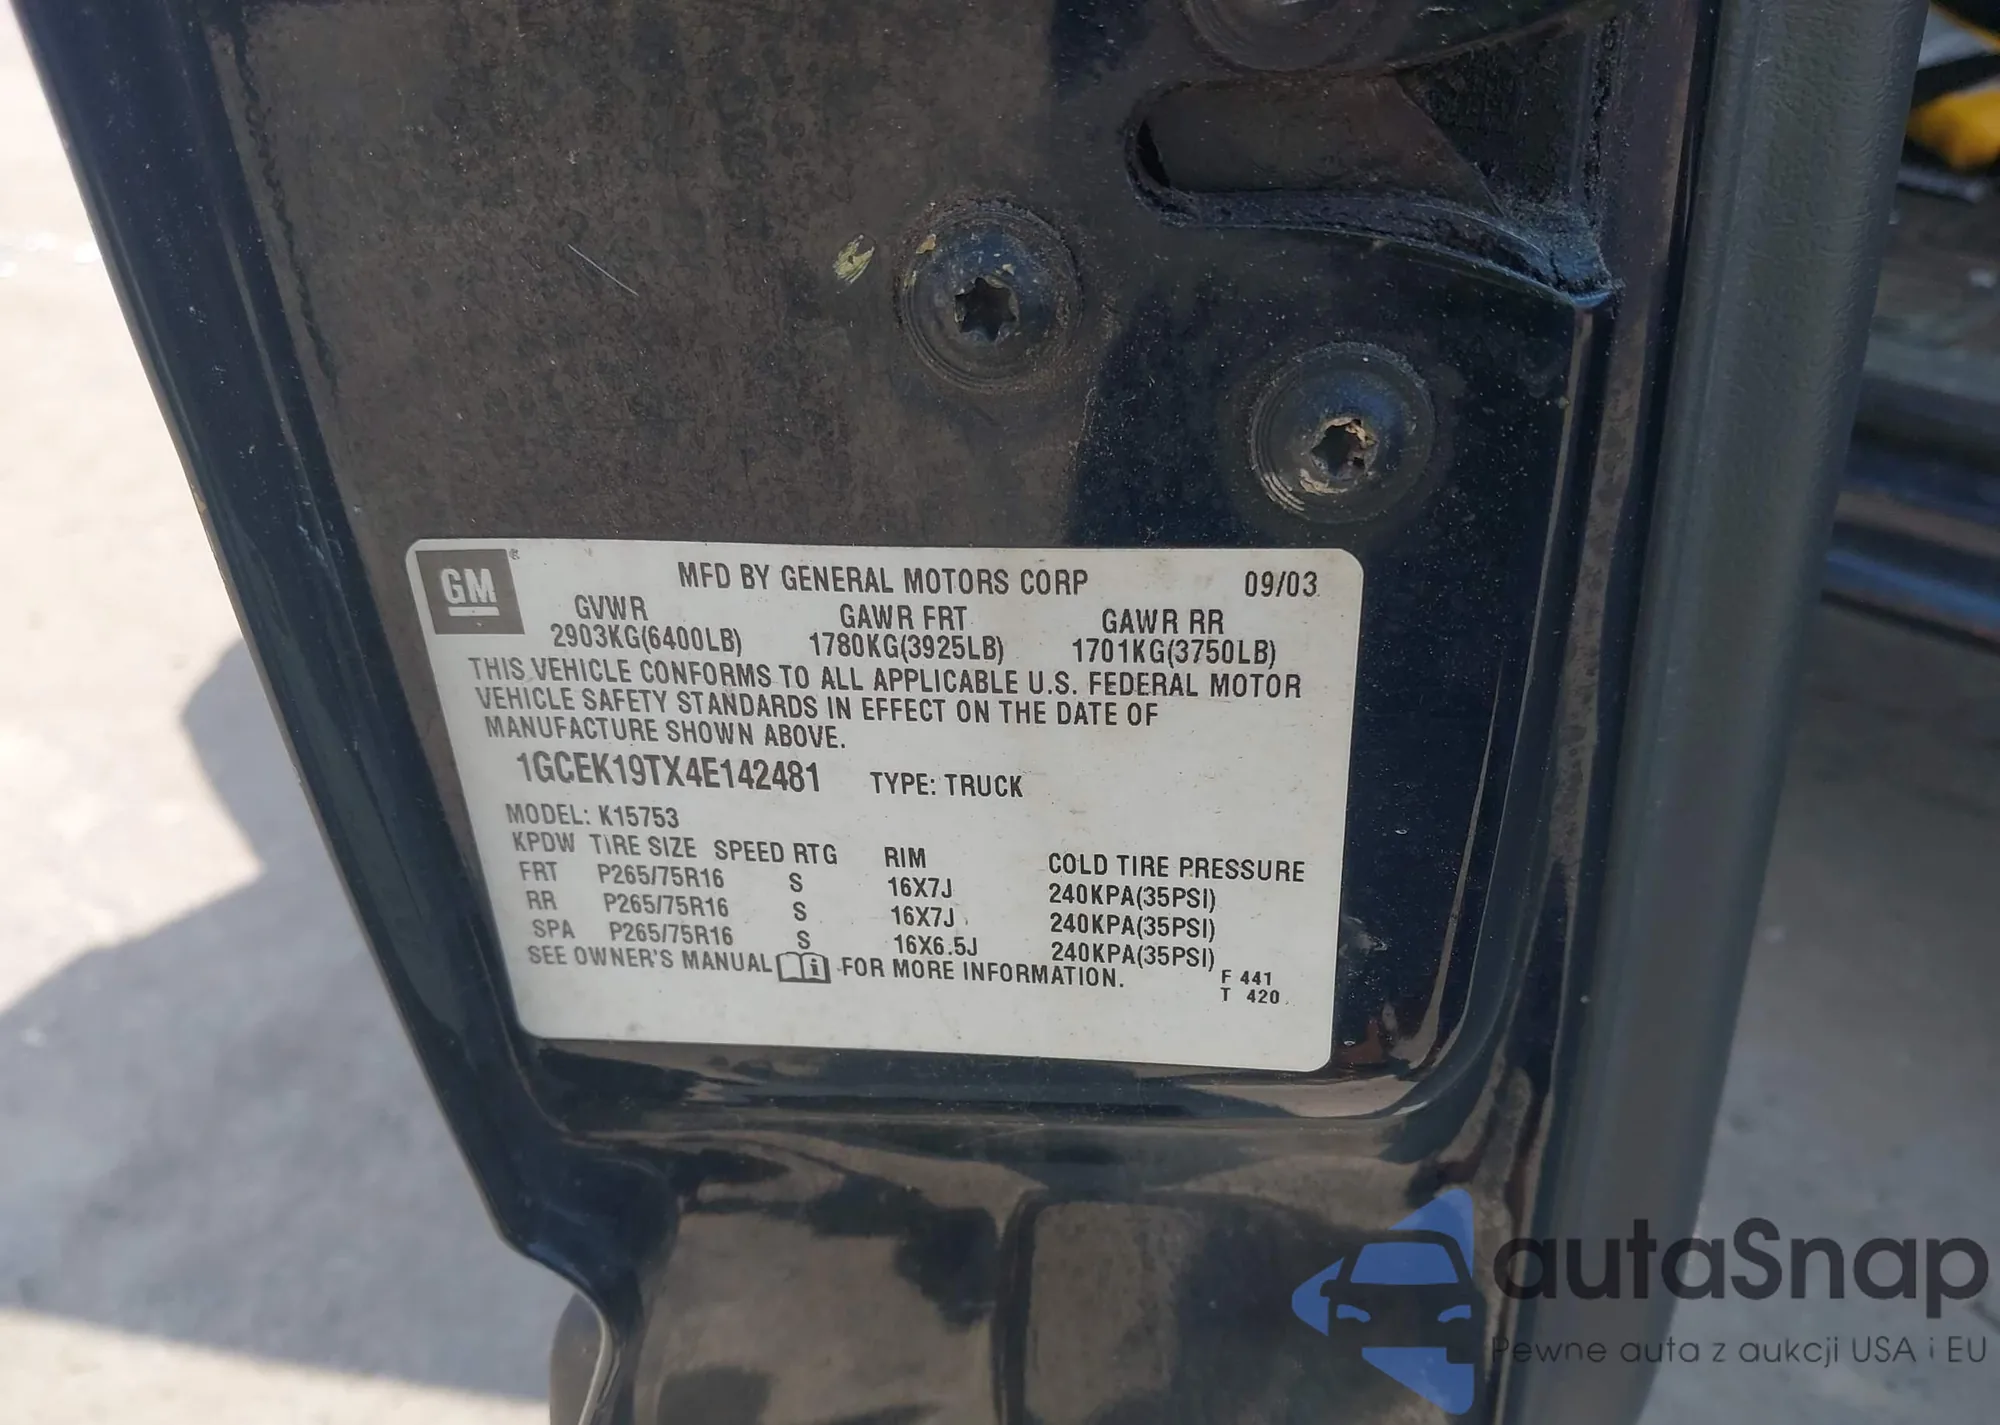 GM
MFD BY GENERAL MOTORS CORP 09/03
GVWR GAWR FRT GAWR RR
2903KG(6400LB) 1780KG(3925LB) 1701KG(3750LB)
THIS VEHICLE CONFORMS TO ALL APPLICABLE U.S. FEDERAL MOTOR
VEHICLE SAFETY STANDARDS IN EFFECT ON THE DATE OF
MANUFACTURE SHOWN ABOVE.
1GCEK19TX4E142481 TYPE: TRUCK
MODEL: K15753
KPDW TIRE SIZE SPEED RTG RIM COLD TIRE PRESSURE
FRT P265/75R16 S 16X7J 240KPA(35PSI)
RR P265/75R16 S 16X7J 240KPA(35PSI)
SPA P265/75R16 S 16X6.5J 240KPA(35PSI)
SEE OWNER'S MANUAL i FOR MORE INFORMATION.
F 441
T 420
autaSnap
Pewne auta z aukcji USA i EU